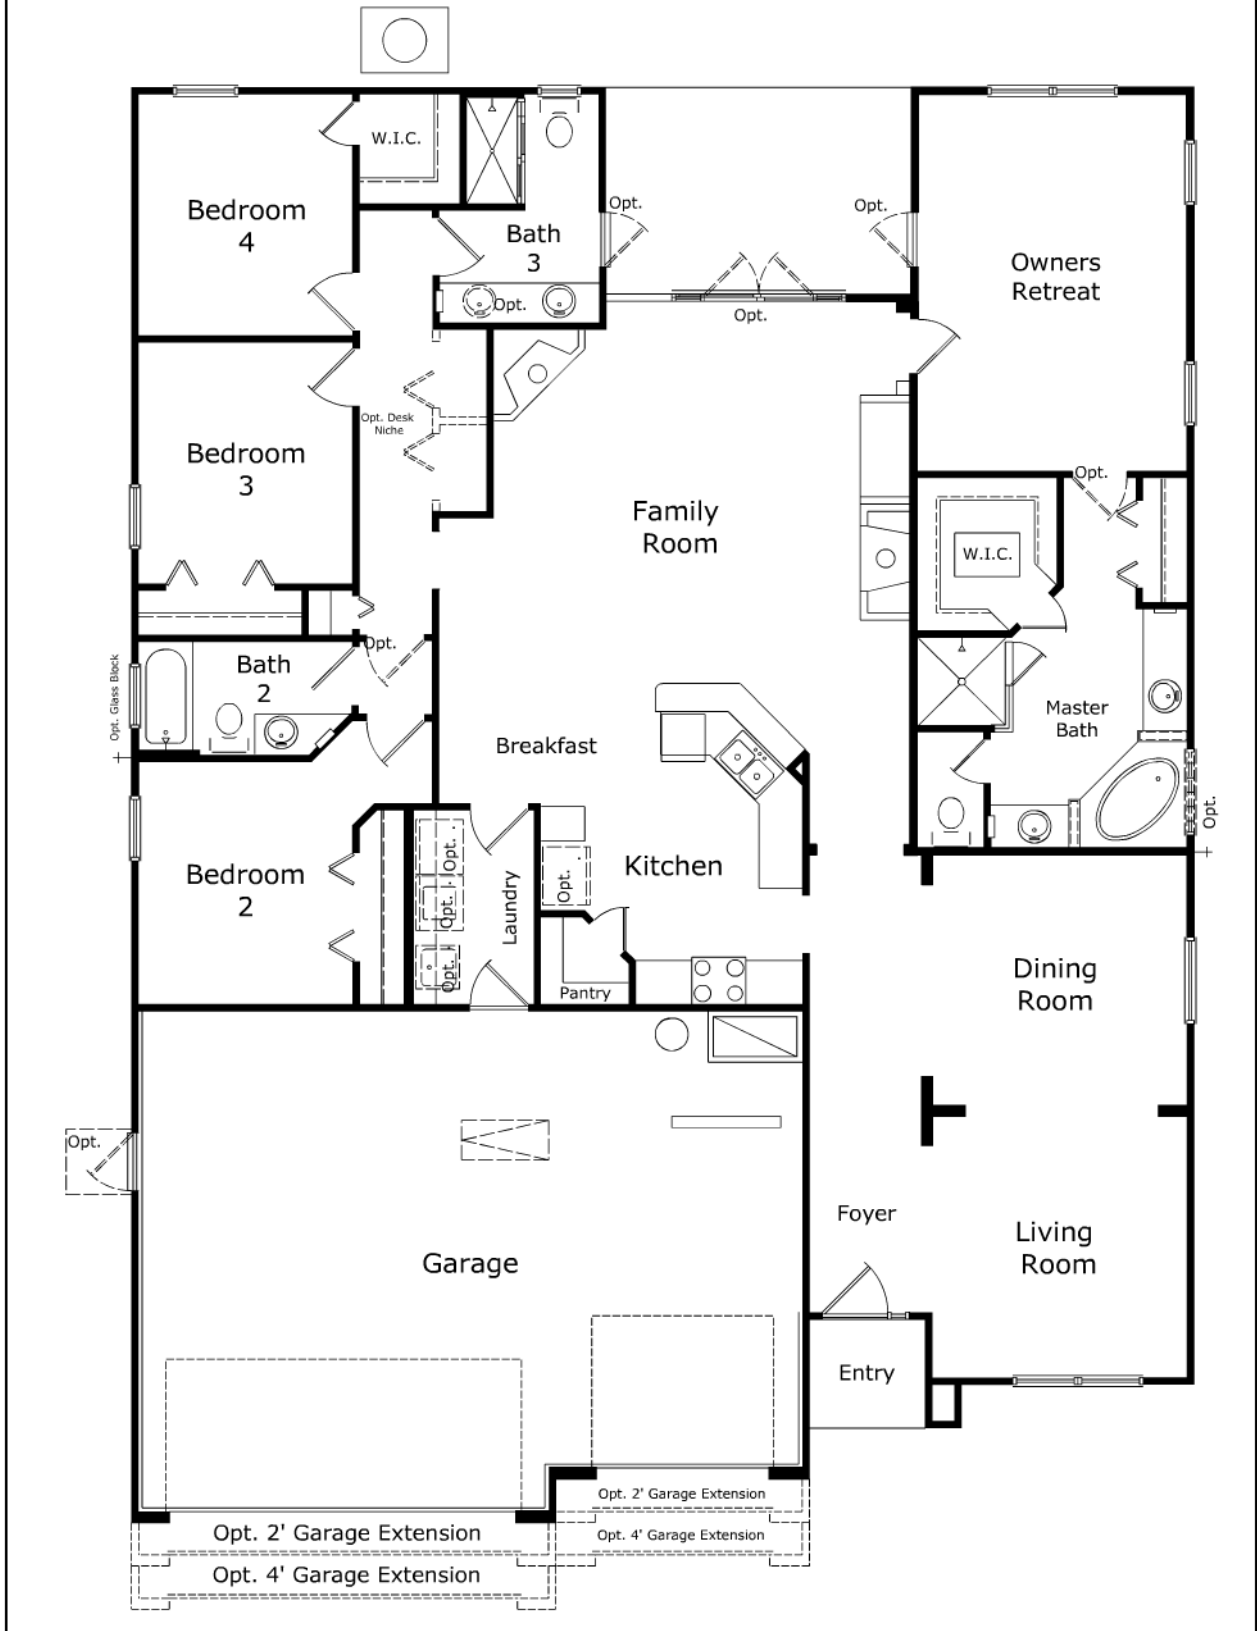 W.I.C.
Bedroom
4
Opt.
Opt.
Bath
3
Owners
Retreat
Opt.
Opt.
Opt. Desk
Niche
Bedroom
3
Opt.
Family
Room
W.I.C.
Opt.
Opt. Glass Block
Bath
2
Master
Bath
Breakfast
Opt.
Bedroom
2
Opt.
Opt.
Opt.
Laundry
Opt.
Kitchen
Pantry
Dining
Room
Opt.
Foyer
Living
Room
Garage
Entry
Opt. 2' Garage Extension
Opt. 2' Garage Extension
Opt. 4' Garage Extension
Opt. 4' Garage Extension